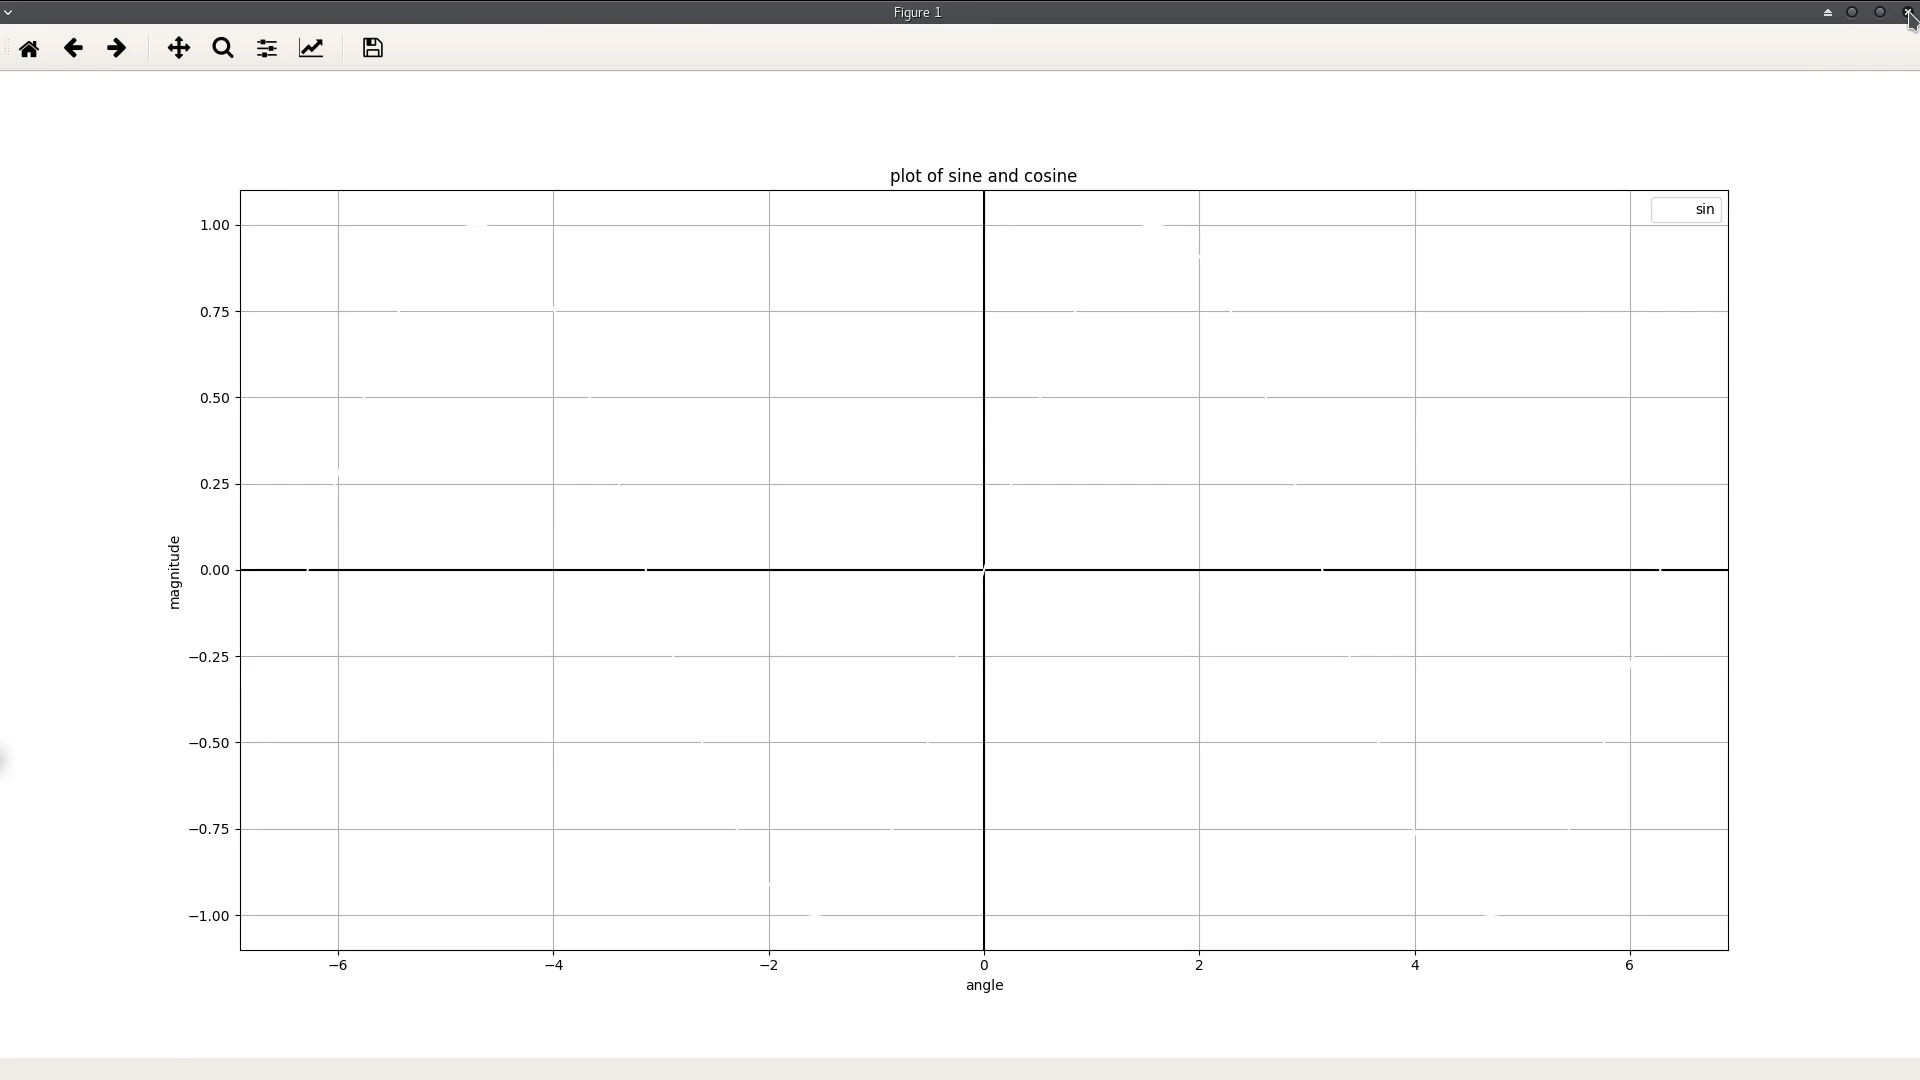 Figure 1
plot of sine and cosine
sin
1.00
0.75
0.50
0.25
0.00
−0.25
−0.50
−0.75
−1.00
magnitude
−6 −4 −2 0 2 4 6
angle